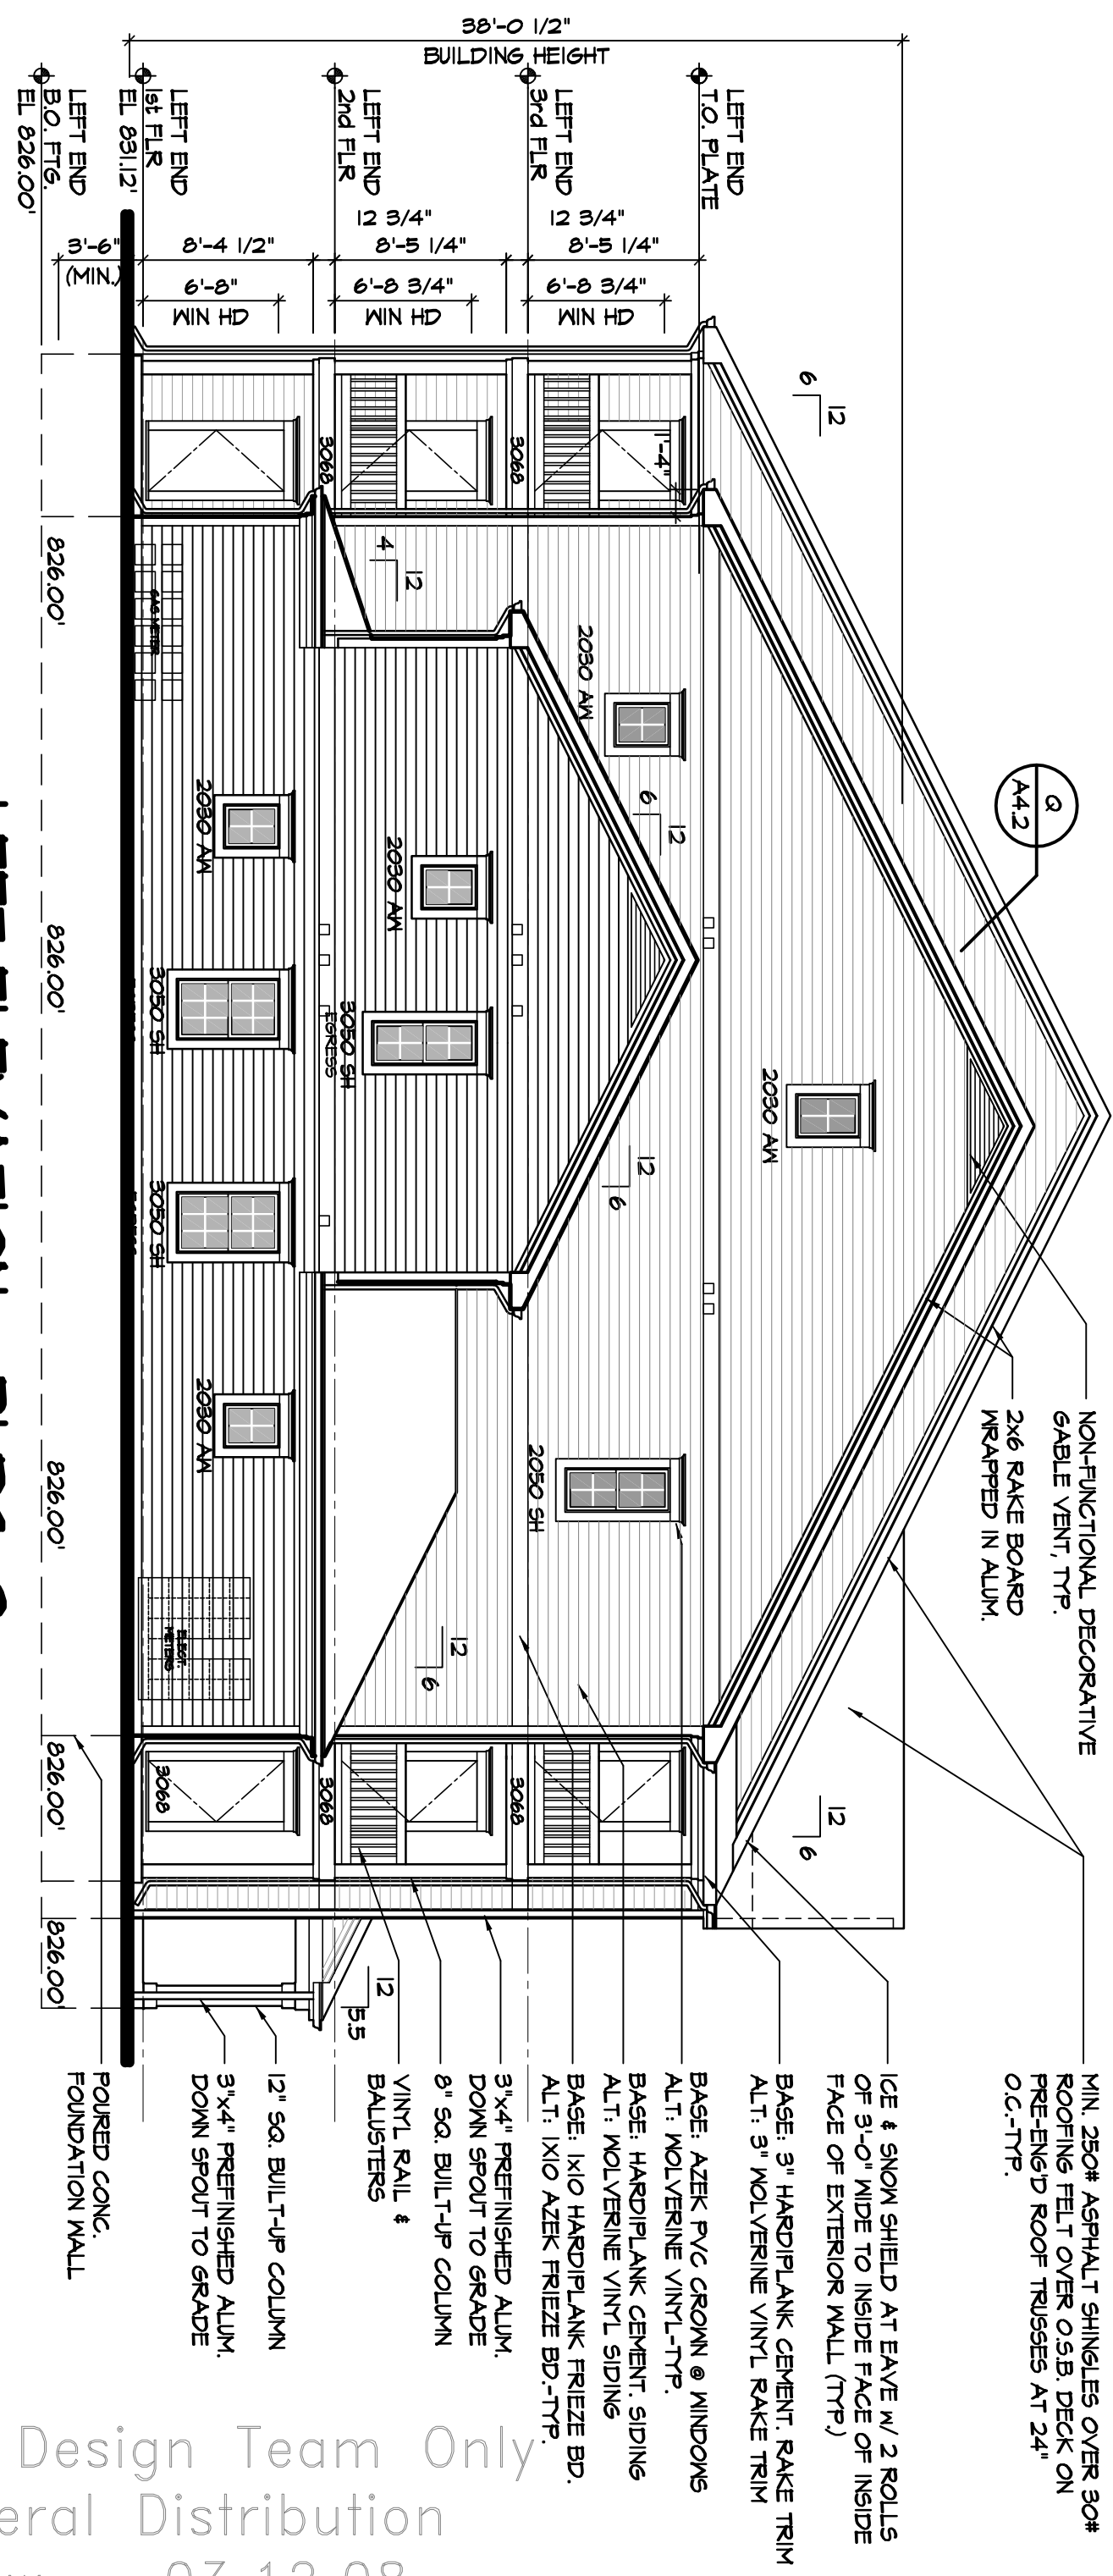 38'-0 1/2"
BUILDING HEIGHT
LEFT END
T.O. PLATE
LEFT END
3rd FLR
LEFT END
2nd FLR
LEFT END
1st FLR
EL 831.12'
LEFT END
B.O. FTG.
EL 826.00'
8'-5 1/4"
12 3/4"
8'-5 1/4"
12 3/4"
8'-4 1/2"
3'-6"
(MIN.)
6'-8 3/4"
WIN HD
6'-8 3/4"
WIN HD
6'-8"
WIN HD
6
12
1'-4"
3068
3068
4
12
Q
A4.2
2030 AW
6
12
2030 AW
2030 AW
GAS METER
3050 SH
EGRESS
3050 SH
3050 SH
2030 AW
12
6
2030 AW
2050 SH
12
6
ELECT.
METERS
12
6
3068
3068
3068
12
5.5
826.00'
826.00'
826.00'
826.00'
826.00'
NON-FUNCTIONAL DECORATIVE
GABLE VENT, TYP.
2x6 RAKE BOARD
WRAPPED IN ALUM.
MIN. 250# ASPHALT SHINGLES OVER 30#
ROOFING FELT OVER O.S.B. DECK ON
PRE-ENG'D ROOF TRUSSES AT 24"
O.C.-TYP.
ICE & SNOW SHIELD AT EAVE W/ 2 ROLLS
OF 3'-0" WIDE TO INSIDE FACE OF INSIDE
FACE OF EXTERIOR WALL (TYP.)
BASE: 3" HARDIPLANK CEMENT. RAKE TRIM
ALT: 3" WOLVERINE VINYL RAKE TRIM
BASE: AZEK PVC CROWN @ WINDOWS
ALT: WOLVERINE VINYL-TYP.
BASE: HARDIPLANK CEMENT. SIDING
ALT: WOLVERINE VINYL SIDING
BASE: 1X10 HARDIPLANK FRIEZE BD.
ALT: 1X10 AZEK FRIEZE BD.-TYP.
3"x4" PREFINISHED ALUM.
DOWN SPOUT TO GRADE
8" SQ. BUILT-UP COLUMN
VINYL RAIL &
BALUSTERS
12" SQ. BUILT-UP COLUMN
3"x4" PREFINISHED ALUM.
DOWN SPOUT TO GRADE
POURED CONC.
FOUNDATION WALL
Design Team Only
eral Distribution
03.12.08